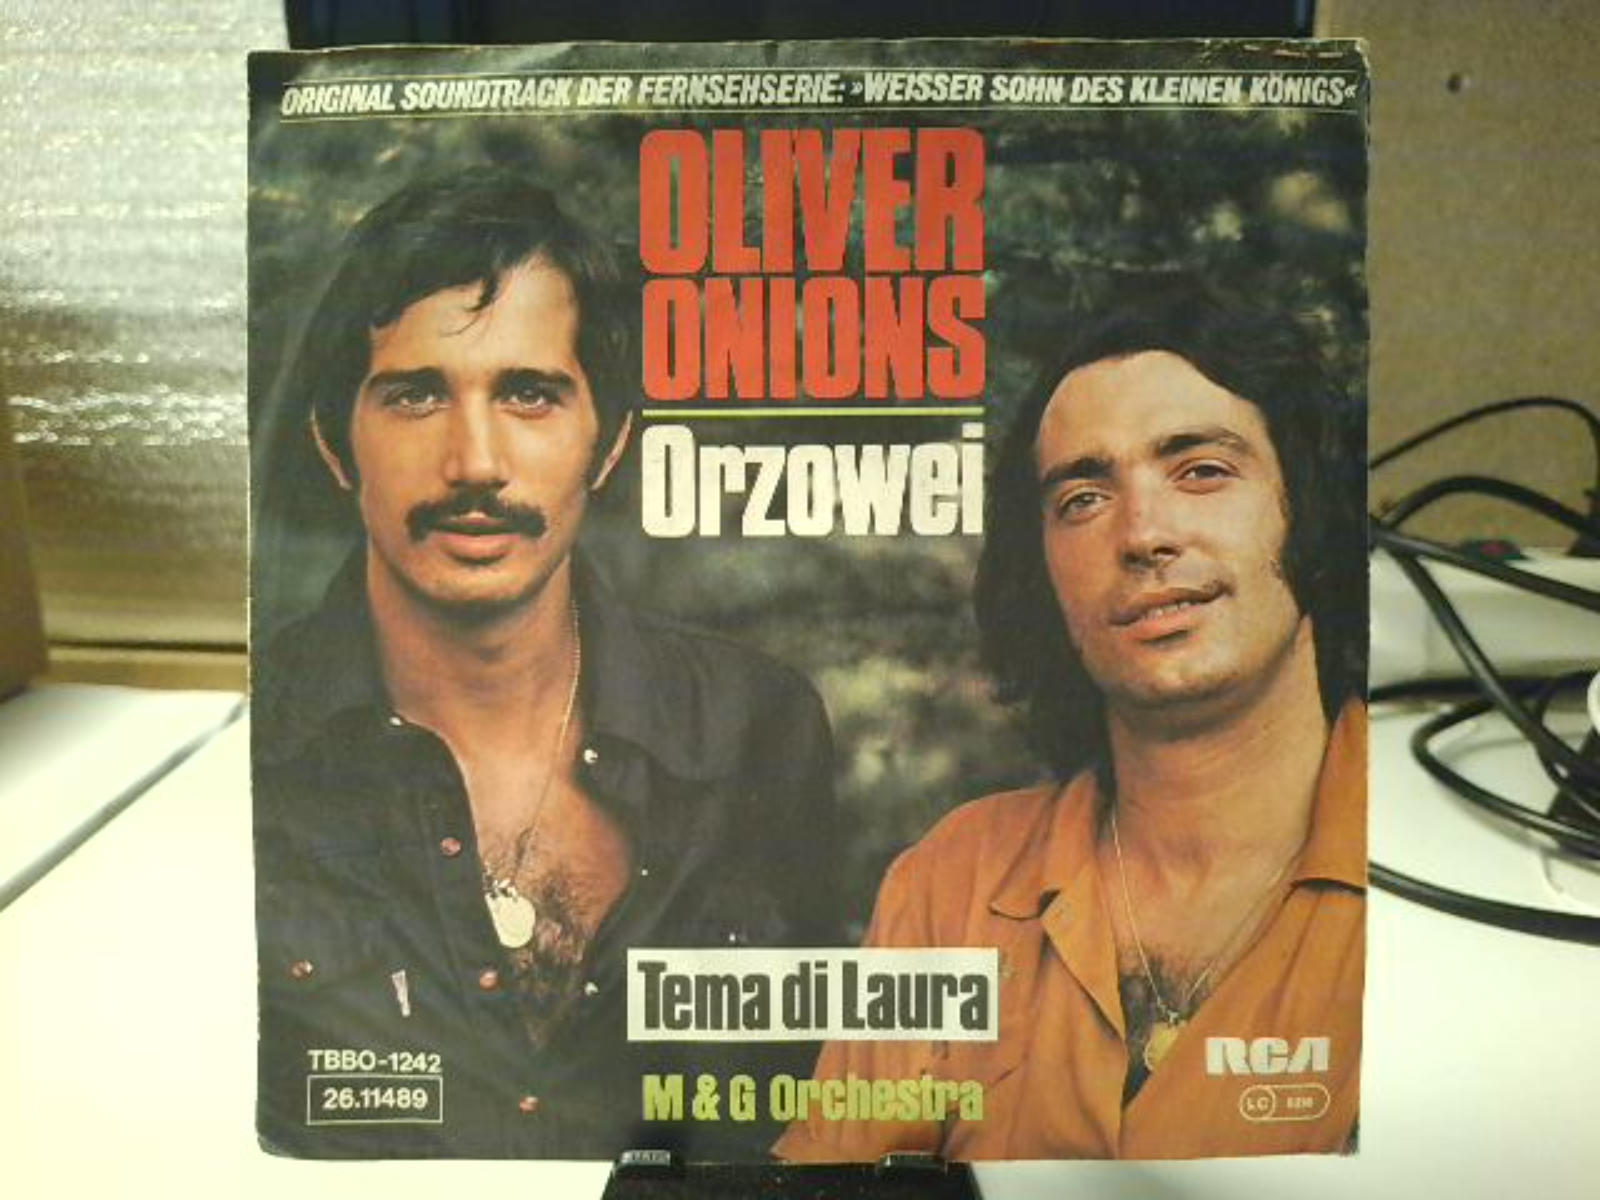 ORIGINAL SOUNDTRACK DER FERNSEHSERIE: »WEISSER SOHN DES KLEINEN KÖNIGS«
OLIVER
ONIONS
Orzowei
Tema di Laura
M & G Orchestra
TBBO-1242
26.11489
RCA
LC